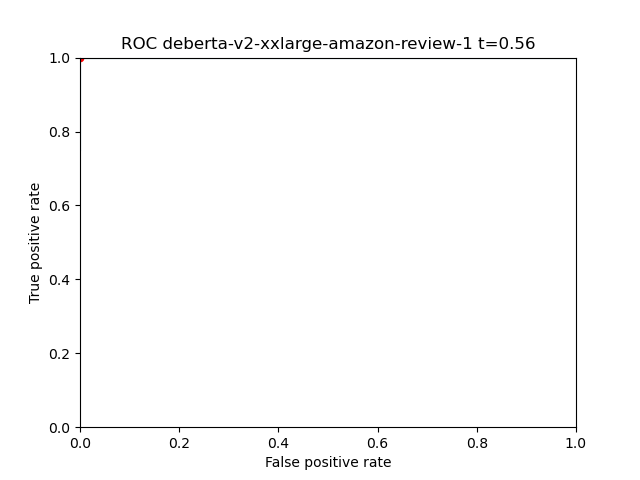 ROC deberta-v2-xxlarge-amazon-review-1 t=0.56
1.0
0.8
0.6
0.4
0.2
0.0
True positive rate
0.0 0.2 0.4 0.6 0.8 1.0
False positive rate